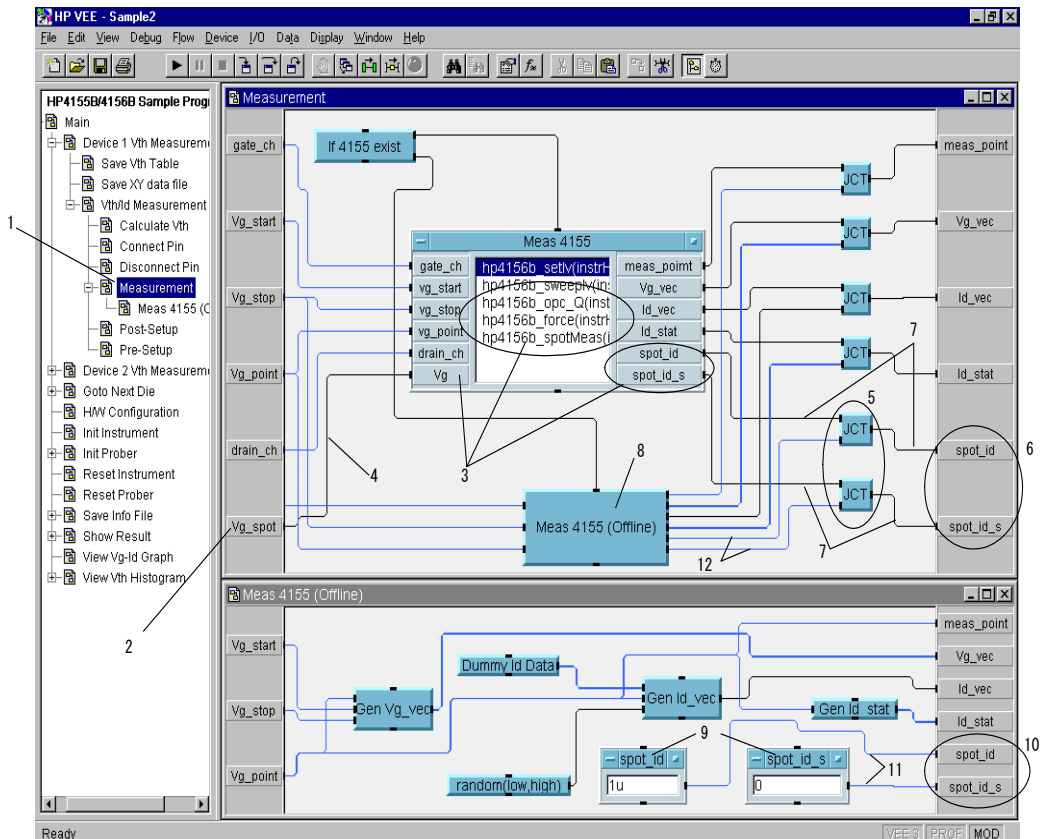 HP VEE - Sample2
File Edit View Debug Flow Device I/O Data Display Window Help
HP4155B/4156B Sample Progr
Main
Device 1 Vth Measurem
Save Vth Table
Save XY data file
Vth/Id Measurement
Calculate Vth
Connect Pin
Disconnect Pin
Measurement
Meas 4155 (O
Post-Setup
Pre-Setup
Device 2 Vth Measurem
Goto Next Die
H/W Configuration
Init Instrument
Init Prober
Reset Instrument
Reset Prober
Save Info File
Show Result
View Vg-Id Graph
View Vth Histogram
1
2
Measurement
gate_ch
Vg_start
Vg_stop
Vg_point
drain_ch
Vg_spot
If 4155 exist
Meas 4155
gate_ch
vg_start
vg_stop
vg_point
drain_ch
Vg
hp4156b_setIv(instrH
hp4156b_sweepIv(ins
hp4156b_opc_Q(inst
hp4156b_force(instrH
hp4156b_spotMeas(i
meas_poimt
Vg_vec
Id_vec
Id_stat
spot_id
spot_id_s
JCT
JCT
JCT
JCT
JCT
JCT
meas_point
Vg_vec
Id_vec
Id_stat
spot_id
spot_id_s
3
4
5
6
7
7
8
12
Meas 4155 (Offline)
Meas 4155 (Offline)
Vg_start
Vg_stop
Vg_point
Gen Vg_vec
Dummy Id Data
random(low,high)
Gen Id_vec
Gen Id_stat
9
spot_id
1u
spot_id_s
0
11
meas_point
Vg_vec
Id_vec
Id_stat
spot_id
spot_id_s
10
Ready
VEE 3 PROF MOD